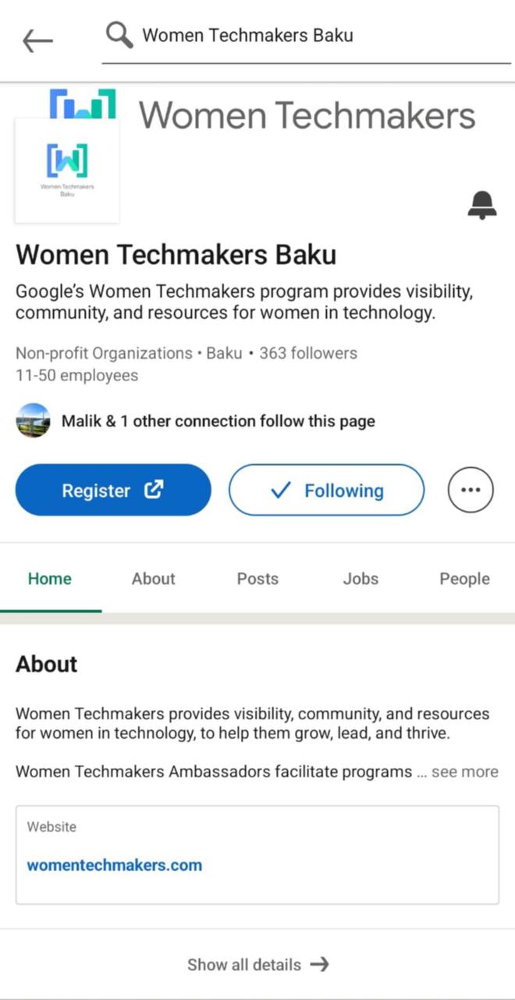 Women Techmakers Baku
Women Techmakers
Women Techmakers
Baku
Women Techmakers Baku
Google’s Women Techmakers program provides visibility,
community, and resources for women in technology.
Non-profit Organizations • Baku • 363 followers
11-50 employees
Malik & 1 other connection follow this page
Register
Following
Home
About
Posts
Jobs
People
About
Women Techmakers provides visibility, community, and resources
for women in technology, to help them grow, lead, and thrive.
Women Techmakers Ambassadors facilitate programs ... see more
Website
womentechmakers.com
Show all details